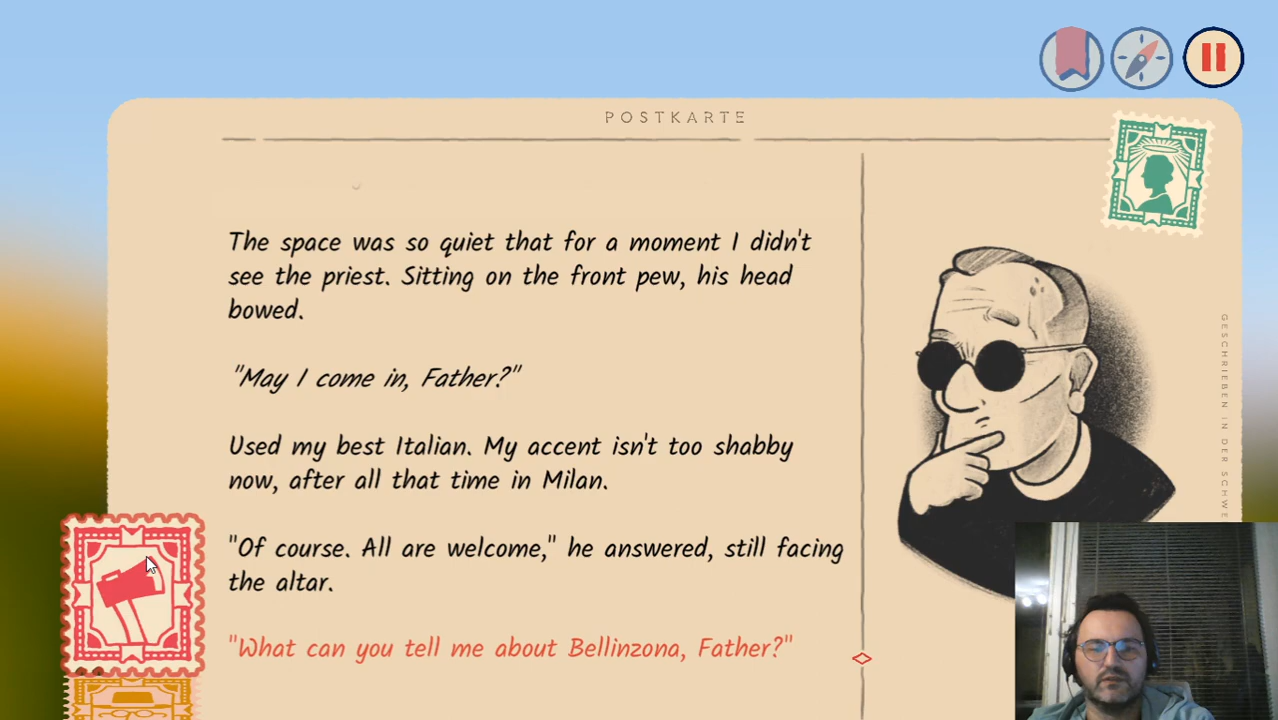 POSTKARTE
The space was so quiet that for a moment I didn't
see the priest. Sitting on the front pew, his head
bowed.
"May I come in, Father?"
Used my best Italian. My accent isn't too shabby
now, after all that time in Milan.
"Of course. All are welcome," he answered, still facing
the altar.
"What can you tell me about Bellinzona, Father?"
GESCHRIEBEN IN DER